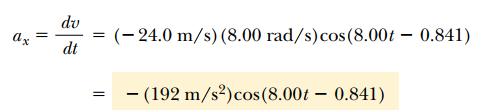 aₓ = dv/dt = (−24.0 m/s)(8.00 rad/s)cos(8.00t − 0.841)
= −(192 m/s²)cos(8.00t − 0.841)